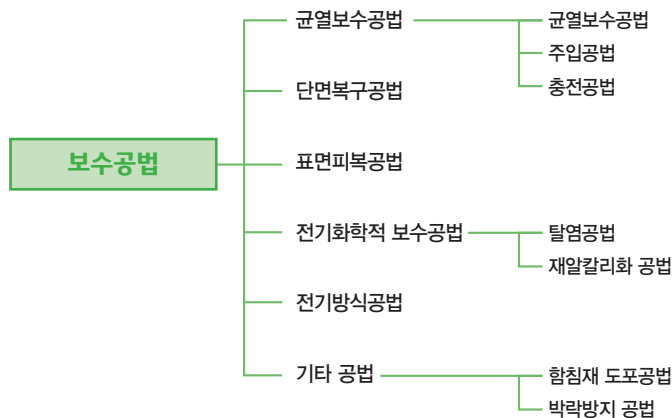 균열보수공법
균열보수공법
주입공법
충전공법
단면복구공법
보수공법
표면피복공법
전기화학적 보수공법
탈염공법
재알칼리화 공법
전기방식공법
기타 공법
함침재 도포공법
박락방지 공법